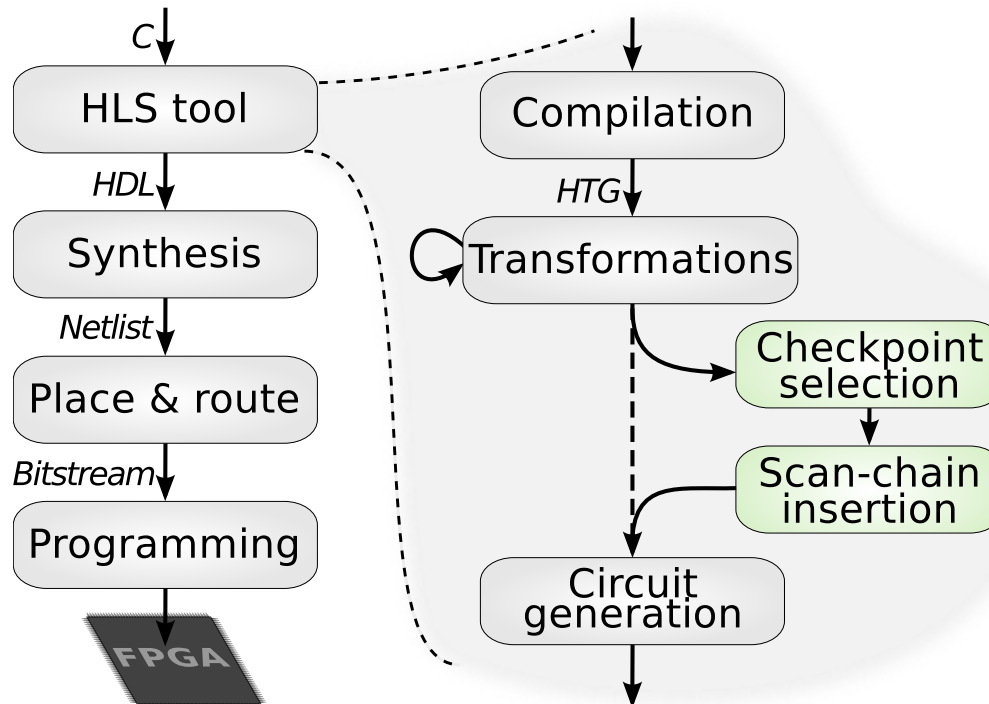 C
HLS tool
HDL
Synthesis
Netlist
Place & route
Bitstream
Programming
FPGA
Compilation
HTG
Transformations
Checkpoint
selection
Scan-chain
insertion
Circuit
generation